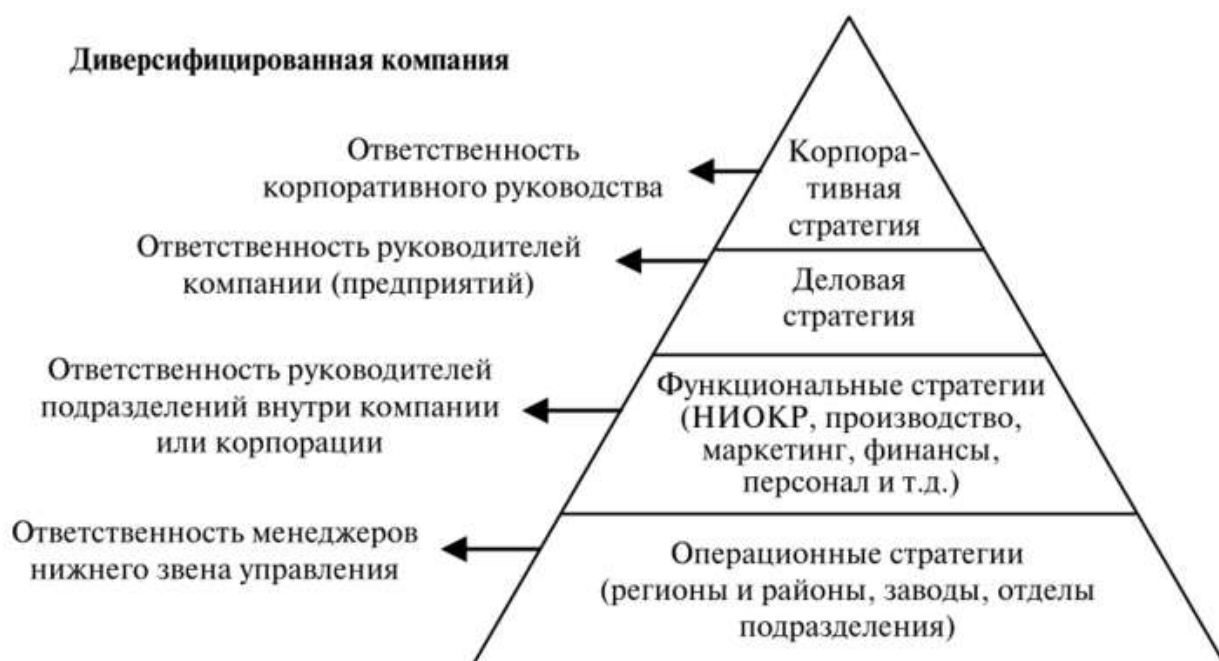 Диверсифицированная компания
Ответственность
корпоративного руководства
Корпора-
тивная
стратегия
Ответственность руководителей
компании (предприятий)
Деловая
стратегия
Ответственность руководителей
подразделений внутри компании
или корпорации
Функциональные стратегии
(НИОКР, производство,
маркетинг, финансы,
персонал и т.д.)
Ответственность менеджеров
нижнего звена управления
Операционные стратегии
(регионы и районы, заводы, отделы
подразделения)